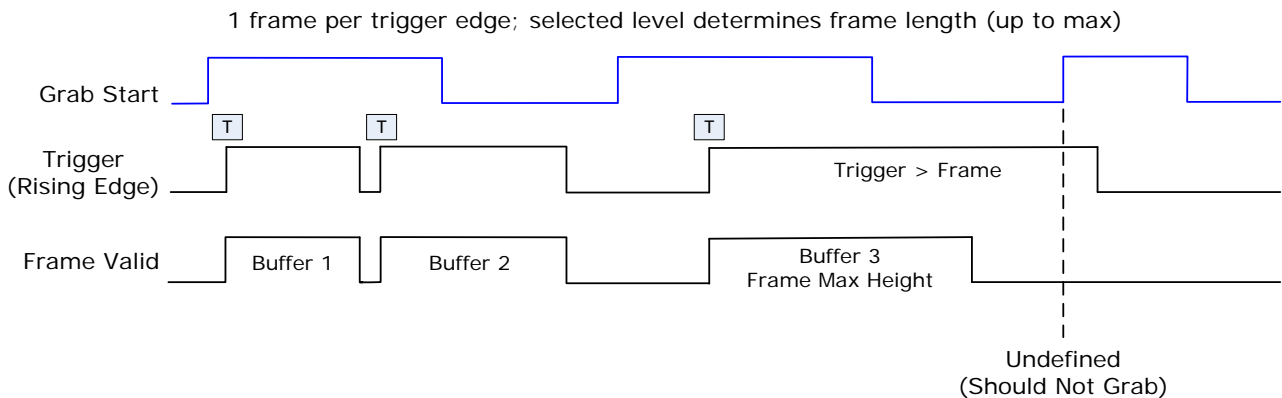 1 frame per trigger edge; selected level determines frame length (up to max)
Grab Start
T
T
T
Trigger
(Rising Edge)
Trigger > Frame
Frame Valid
Buffer 1
Buffer 2
Buffer 3
Frame Max Height
Undefined
(Should Not Grab)